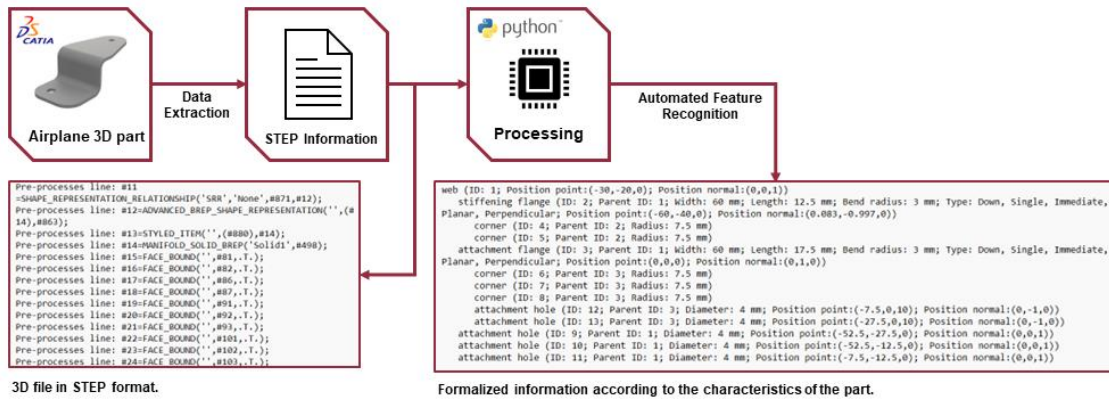 DS
CATIA
Airplane 3D part
Data
Extraction
STEP Information
python™
Processing
Automated Feature
Recognition
Pre-processes line: #11
=SHAPE_REPRESENTATION_RELATIONSHIP('SRR','None',#871,#12);
Pre-processes line: #12=ADVANCED_BREP_SHAPE_REPRESENTATION('',(#
14),#863);
Pre-processes line: #13=STYLED_ITEM('',(#880),#14);
Pre-processes line: #14=MANIFOLD_SOLID_BREP('Solid1',#498);
Pre-processes line: #15=FACE_BOUND('',#81,.T.);
Pre-processes line: #16=FACE_BOUND('',#82,.T.);
Pre-processes line: #17=FACE_BOUND('',#86,.T.);
Pre-processes line: #18=FACE_BOUND('',#87,.T.);
Pre-processes line: #19=FACE_BOUND('',#91,.T.);
Pre-processes line: #20=FACE_BOUND('',#92,.T.);
Pre-processes line: #21=FACE_BOUND('',#93,.T.);
Pre-processes line: #22=FACE_BOUND('',#101,.T.);
Pre-processes line: #23=FACE_BOUND('',#102,.T.);
Pre-processes line: #24=FACE_BOUND('',#103,.T.);
3D file in STEP format.
web (ID: 1; Position point:(-30,-20,0); Position normal:(0,0,1))
stiffening flange (ID: 2; Parent ID: 1; Width: 60 mm; Length: 12.5 mm; Bend radius: 3 mm; Type: Down, Single, Immediate,
Planar, Perpendicular; Position point:(-60,-40,0); Position normal:(0.083,-0.997,0))
corner (ID: 4; Parent ID: 2; Radius: 7.5 mm)
corner (ID: 5; Parent ID: 2; Radius: 7.5 mm)
attachment flange (ID: 3; Parent ID: 1; Width: 60 mm; Length: 17.5 mm; Bend radius: 3 mm; Type: Down, Single, Immediate,
Planar, Perpendicular; Position point:(0,0,0); Position normal:(0,1,0))
corner (ID: 6; Parent ID: 3; Radius: 7.5 mm)
corner (ID: 7; Parent ID: 3; Radius: 7.5 mm)
corner (ID: 8; Parent ID: 3; Radius: 7.5 mm)
attachment hole (ID: 12; Parent ID: 3; Diameter: 4 mm; Position point:(-7.5,0,10); Position normal:(0,-1,0))
attachment hole (ID: 13; Parent ID: 3; Diameter: 4 mm; Position point:(-27.5,0,10); Position normal:(0,-1,0))
attachment hole (ID: 9; Parent ID: 1; Diameter: 4 mm; Position point:(-52.5,-27.5,0); Position normal:(0,0,1))
attachment hole (ID: 10; Parent ID: 1; Diameter: 4 mm; Position point:(-52.5,-12.5,0); Position normal:(0,0,1))
attachment hole (ID: 11; Parent ID: 1; Diameter: 4 mm; Position point:(-7.5,-12.5,0); Position normal:(0,0,1))
Formalized information according to the characteristics of the part.